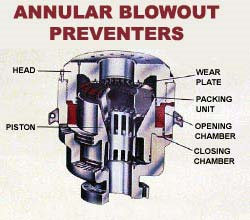 ANNULAR BLOWOUT
PREVENTERS
HEAD
WEAR
PLATE
PACKING
UNIT
PISTON
OPENING
CHAMBER
CLOSING
CHAMBER